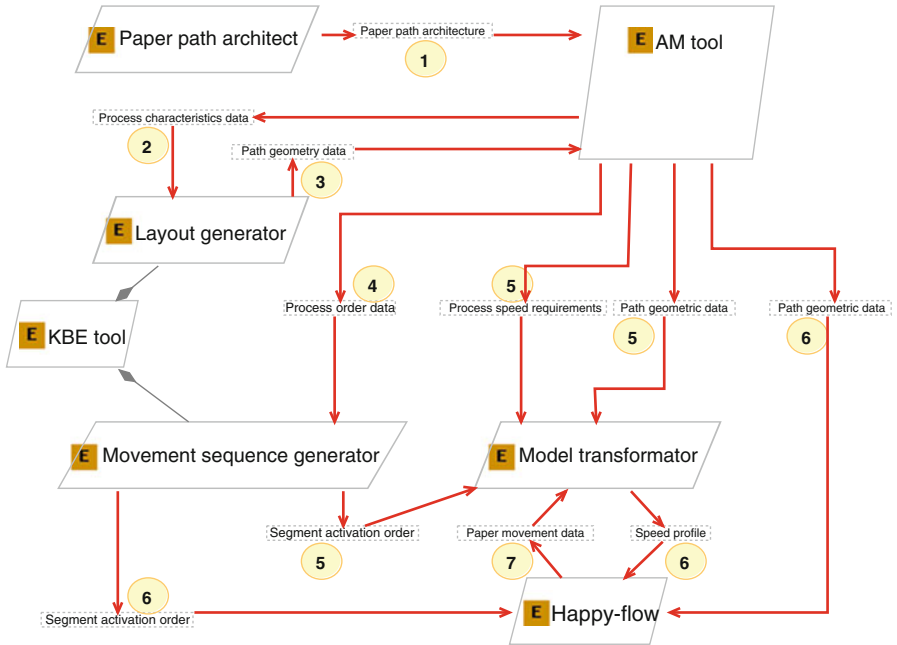 E Paper path architect
Paper path architecture
1
E AM tool
Process characteristics data
2
Path geometry data
3
E Layout generator
4
Process order data
5
Process speed requirements
Path geometric data
5
Path geometric data
6
E KBE tool
E Movement sequence generator
E Model transformator
Segment activation order
5
Paper movement data
7
Speed profile
6
6
Segment activation order
E Happy-flow